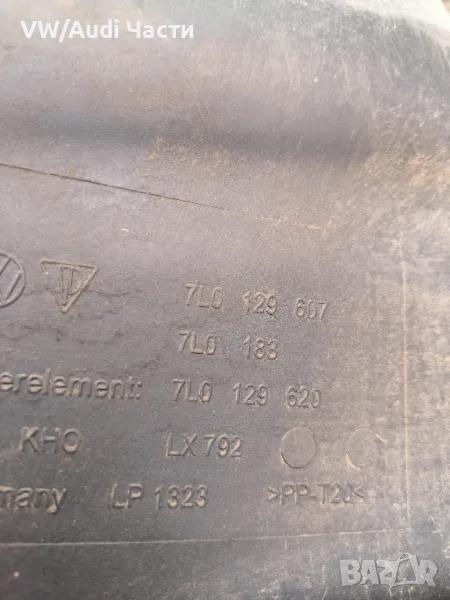 VW/Audi Части
7L0 129 607
7L0 183
erelement: 7L0 129 620
KHO LX 792
many LP 1323 >PP-T20<
bazar